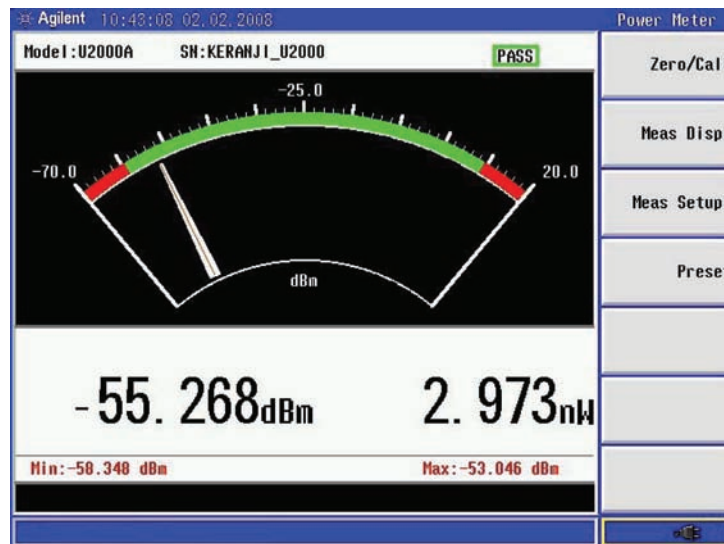 Agilent 10:43:08 02.02.2008 Power Meter
Model:U2000A SN:KERANJI_U2000 PASS
Zero/Cal
-25.0
Meas Disp
-70.0 20.0
Meas Setup
Prese
dBm
-55.268dBm 2.973nW
Min:-58.348 dBm Max:-53.046 dBm